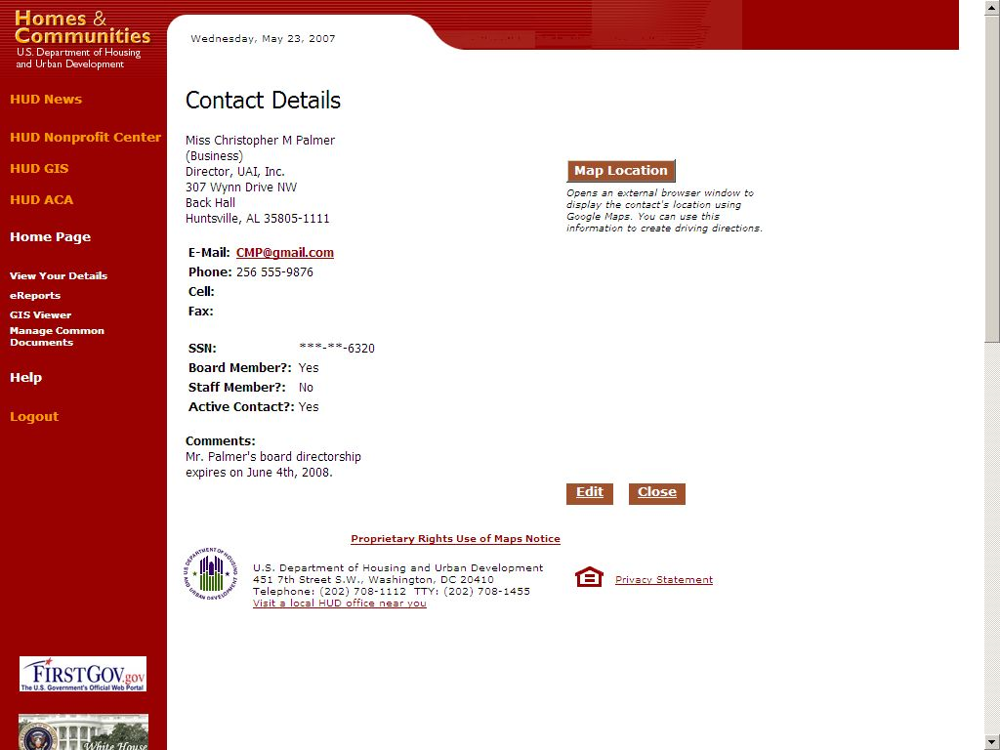 Homes &
Communities
U.S. Department of Housing
and Urban Development
Wednesday, May 23, 2007
HUD News
HUD Nonprofit Center
HUD GIS
HUD ACA
Home Page
View Your Details
eReports
GIS Viewer
Manage Common
Documents
Help
Logout
Contact Details
Miss Christopher M Palmer
(Business)
Director, UAI, Inc.
307 Wynn Drive NW
Back Hall
Huntsville, AL 35805-1111
Map Location
Opens an external browser window to
display the contact's location using
Google Maps. You can use this
information to create driving directions.
E-Mail: CMP@gmail.com
Phone: 256 555-9876
Cell:
Fax:
SSN: ***-**-6320
Board Member?: Yes
Staff Member?: No
Active Contact?: Yes
Comments:
Mr. Palmer's board directorship
expires on June 4th, 2008.
Edit Close
Proprietary Rights Use of Maps Notice
U.S. DEPARTMENT OF HOUSING AND URBAN DEVELOPMENT
U.S. Department of Housing and Urban Development
451 7th Street S.W., Washington, DC 20410
Telephone: (202) 708-1112 TTY: (202) 708-1455
Visit a local HUD office near you
Privacy Statement
FIRSTGOV.gov
The U.S. Government's Official Web Portal
White House